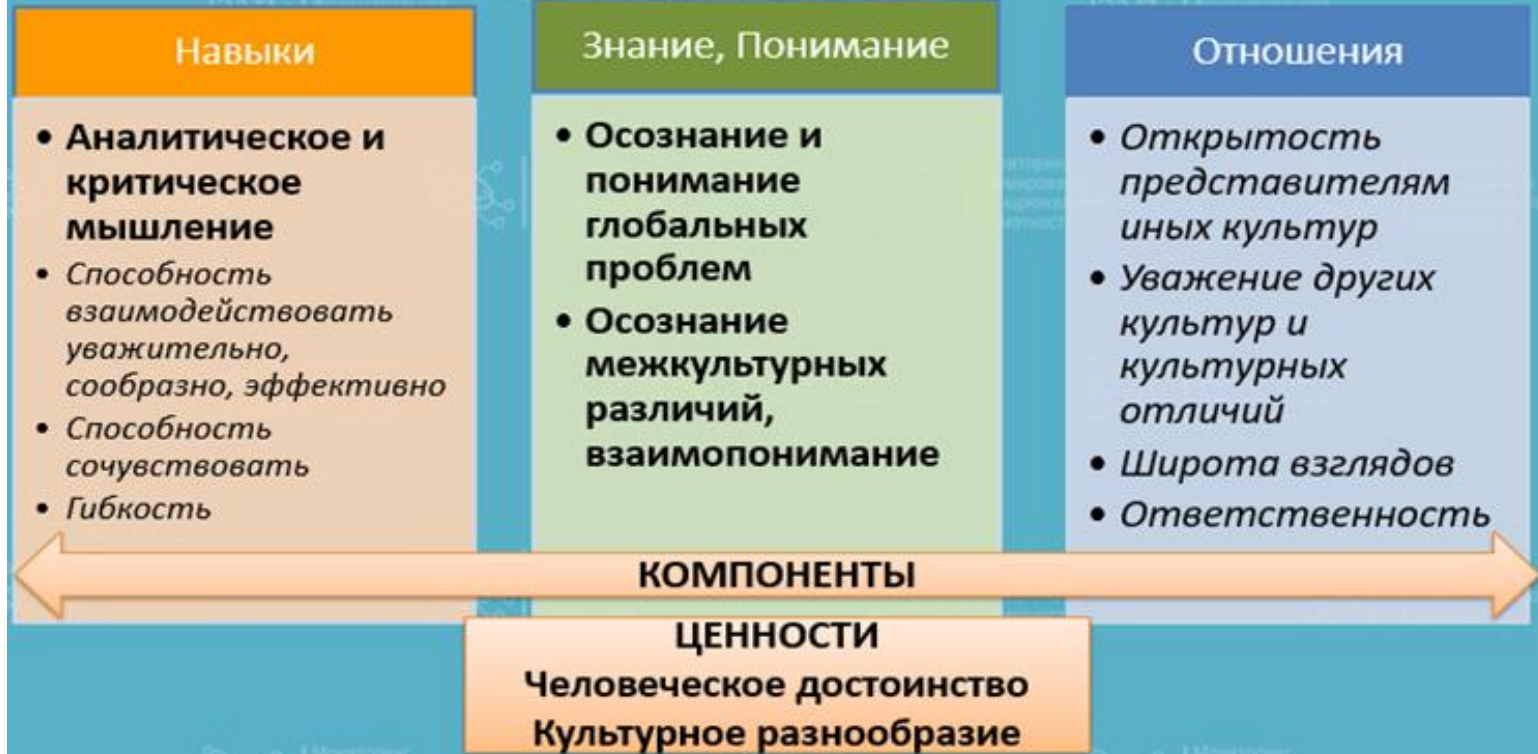 Навыки
• Аналитическое и
критическое
мышление
• Способность
взаимодействовать
уважительно,
сообразно, эффективно
• Способность
сочувствовать
• Гибкость
Знание, Понимание
• Осознание и
понимание
глобальных
проблем
• Осознание
межкультурных
различий,
взаимопонимание
Отношения
• Открытость
представителям
иных культур
• Уважение других
культур и
культурных
отличий
• Широта взглядов
• Ответственность
КОМПОНЕНТЫ
ЦЕННОСТИ
Человеческое достоинство
Культурное разнообразие